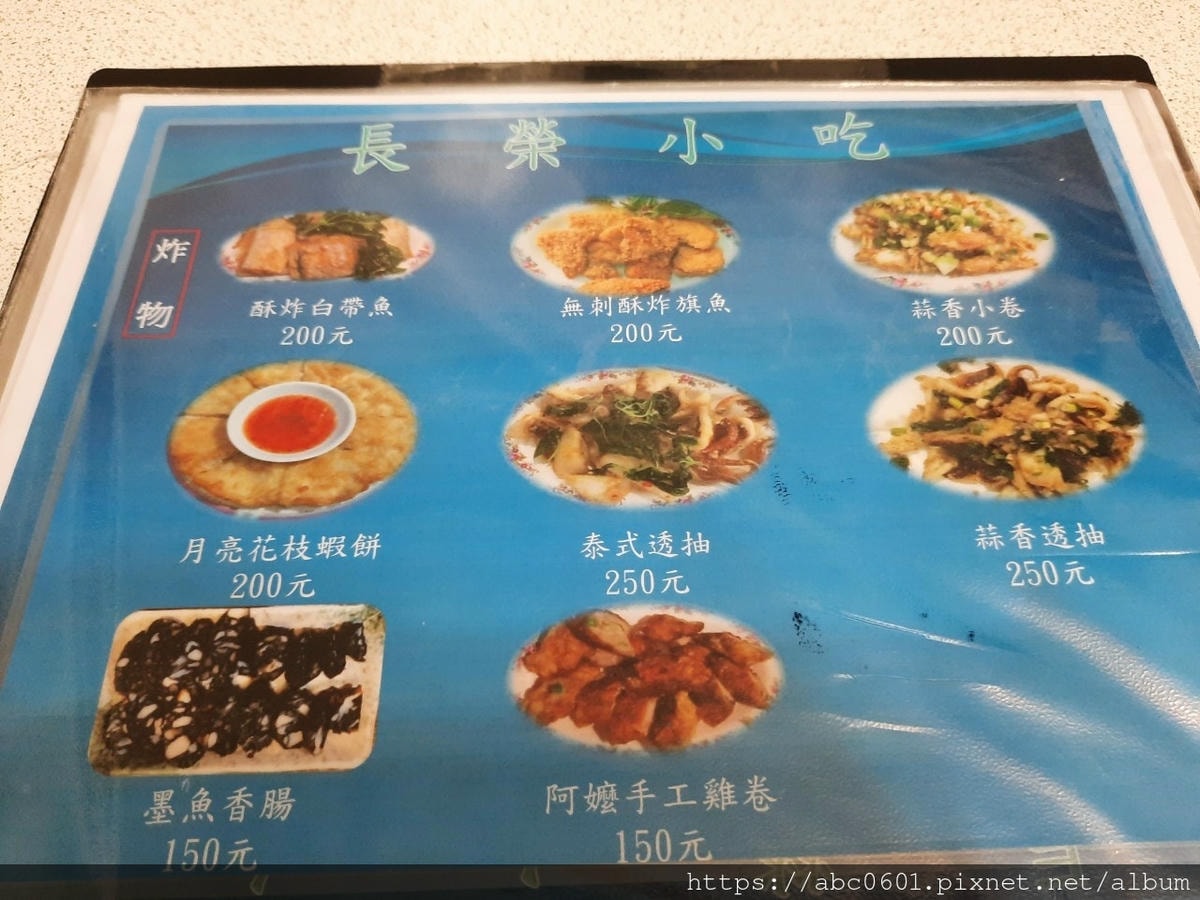 長榮小吃
炸物
酥炸白帶魚
200元
無刺酥炸旗魚
200元
蒜香小卷
200元
月亮花枝蝦餅
200元
泰式透抽
250元
蒜香透抽
250元
墨魚香腸
150元
阿嬤手工雞卷
150元
https://abc0601.pixnet.net/album